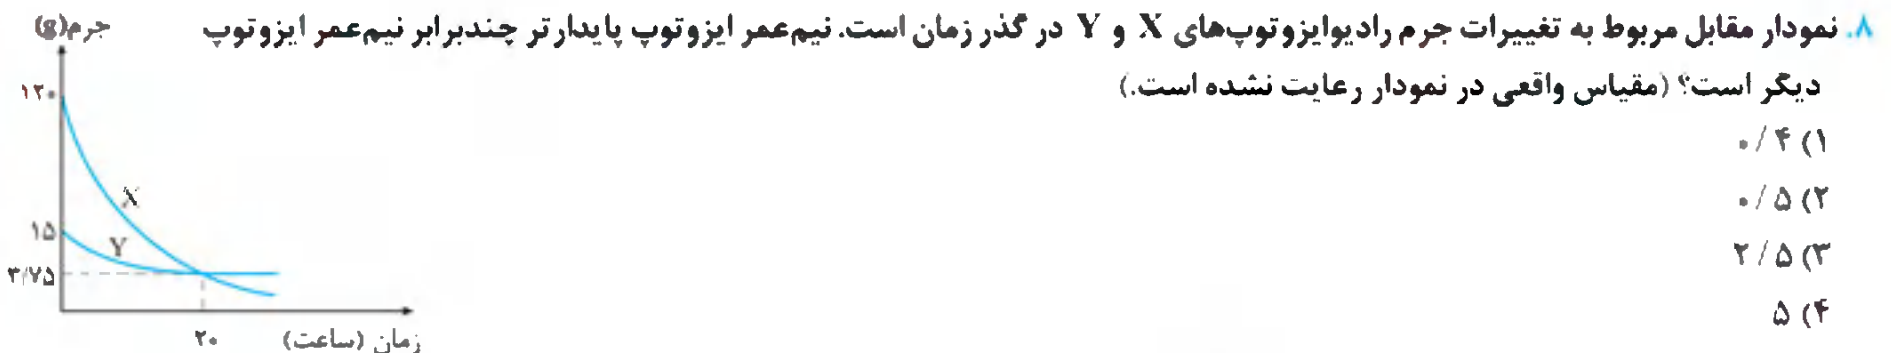 ۸. نمودار مقابل مربوط به تغییرات جرم رادیوایزوتوپ‌های X و Y در گذر زمان است. نیم‌عمر ایزوتوپ پایدارتر چندبرابر نیم‌عمر ایزوتوپ
دیگر است؟ (مقیاس واقعی در نمودار رعایت نشده است.)
۱) ۰/۴
۲) ۰/۵
۳) ۲/۵
۴) ۵
جرم(g)
۱۲۰
X
۱۵
Y
۳/۷۵
۲۰
زمان (ساعت)